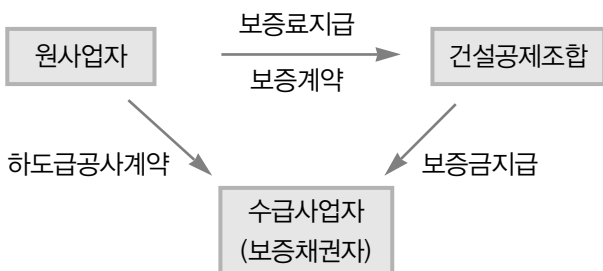 보증료지급
원사업자
건설공제조합
보증계약
하도급공사계약
보증금지급
수급사업자
(보증채권자)